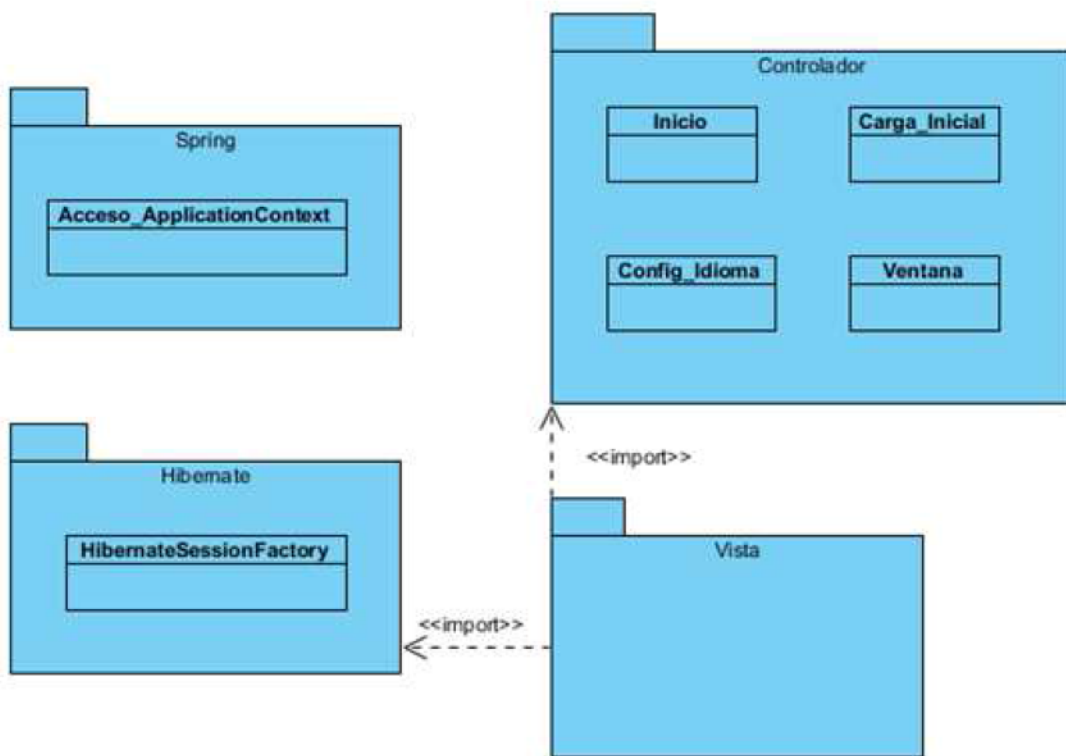 Controlador
Inicio
Carga_Inicial
Config_Idioma
Ventana
Spring
Acceso_ApplicationContext
Hibernate
HibernateSessionFactory
<<import>>
<<import>>
Vista